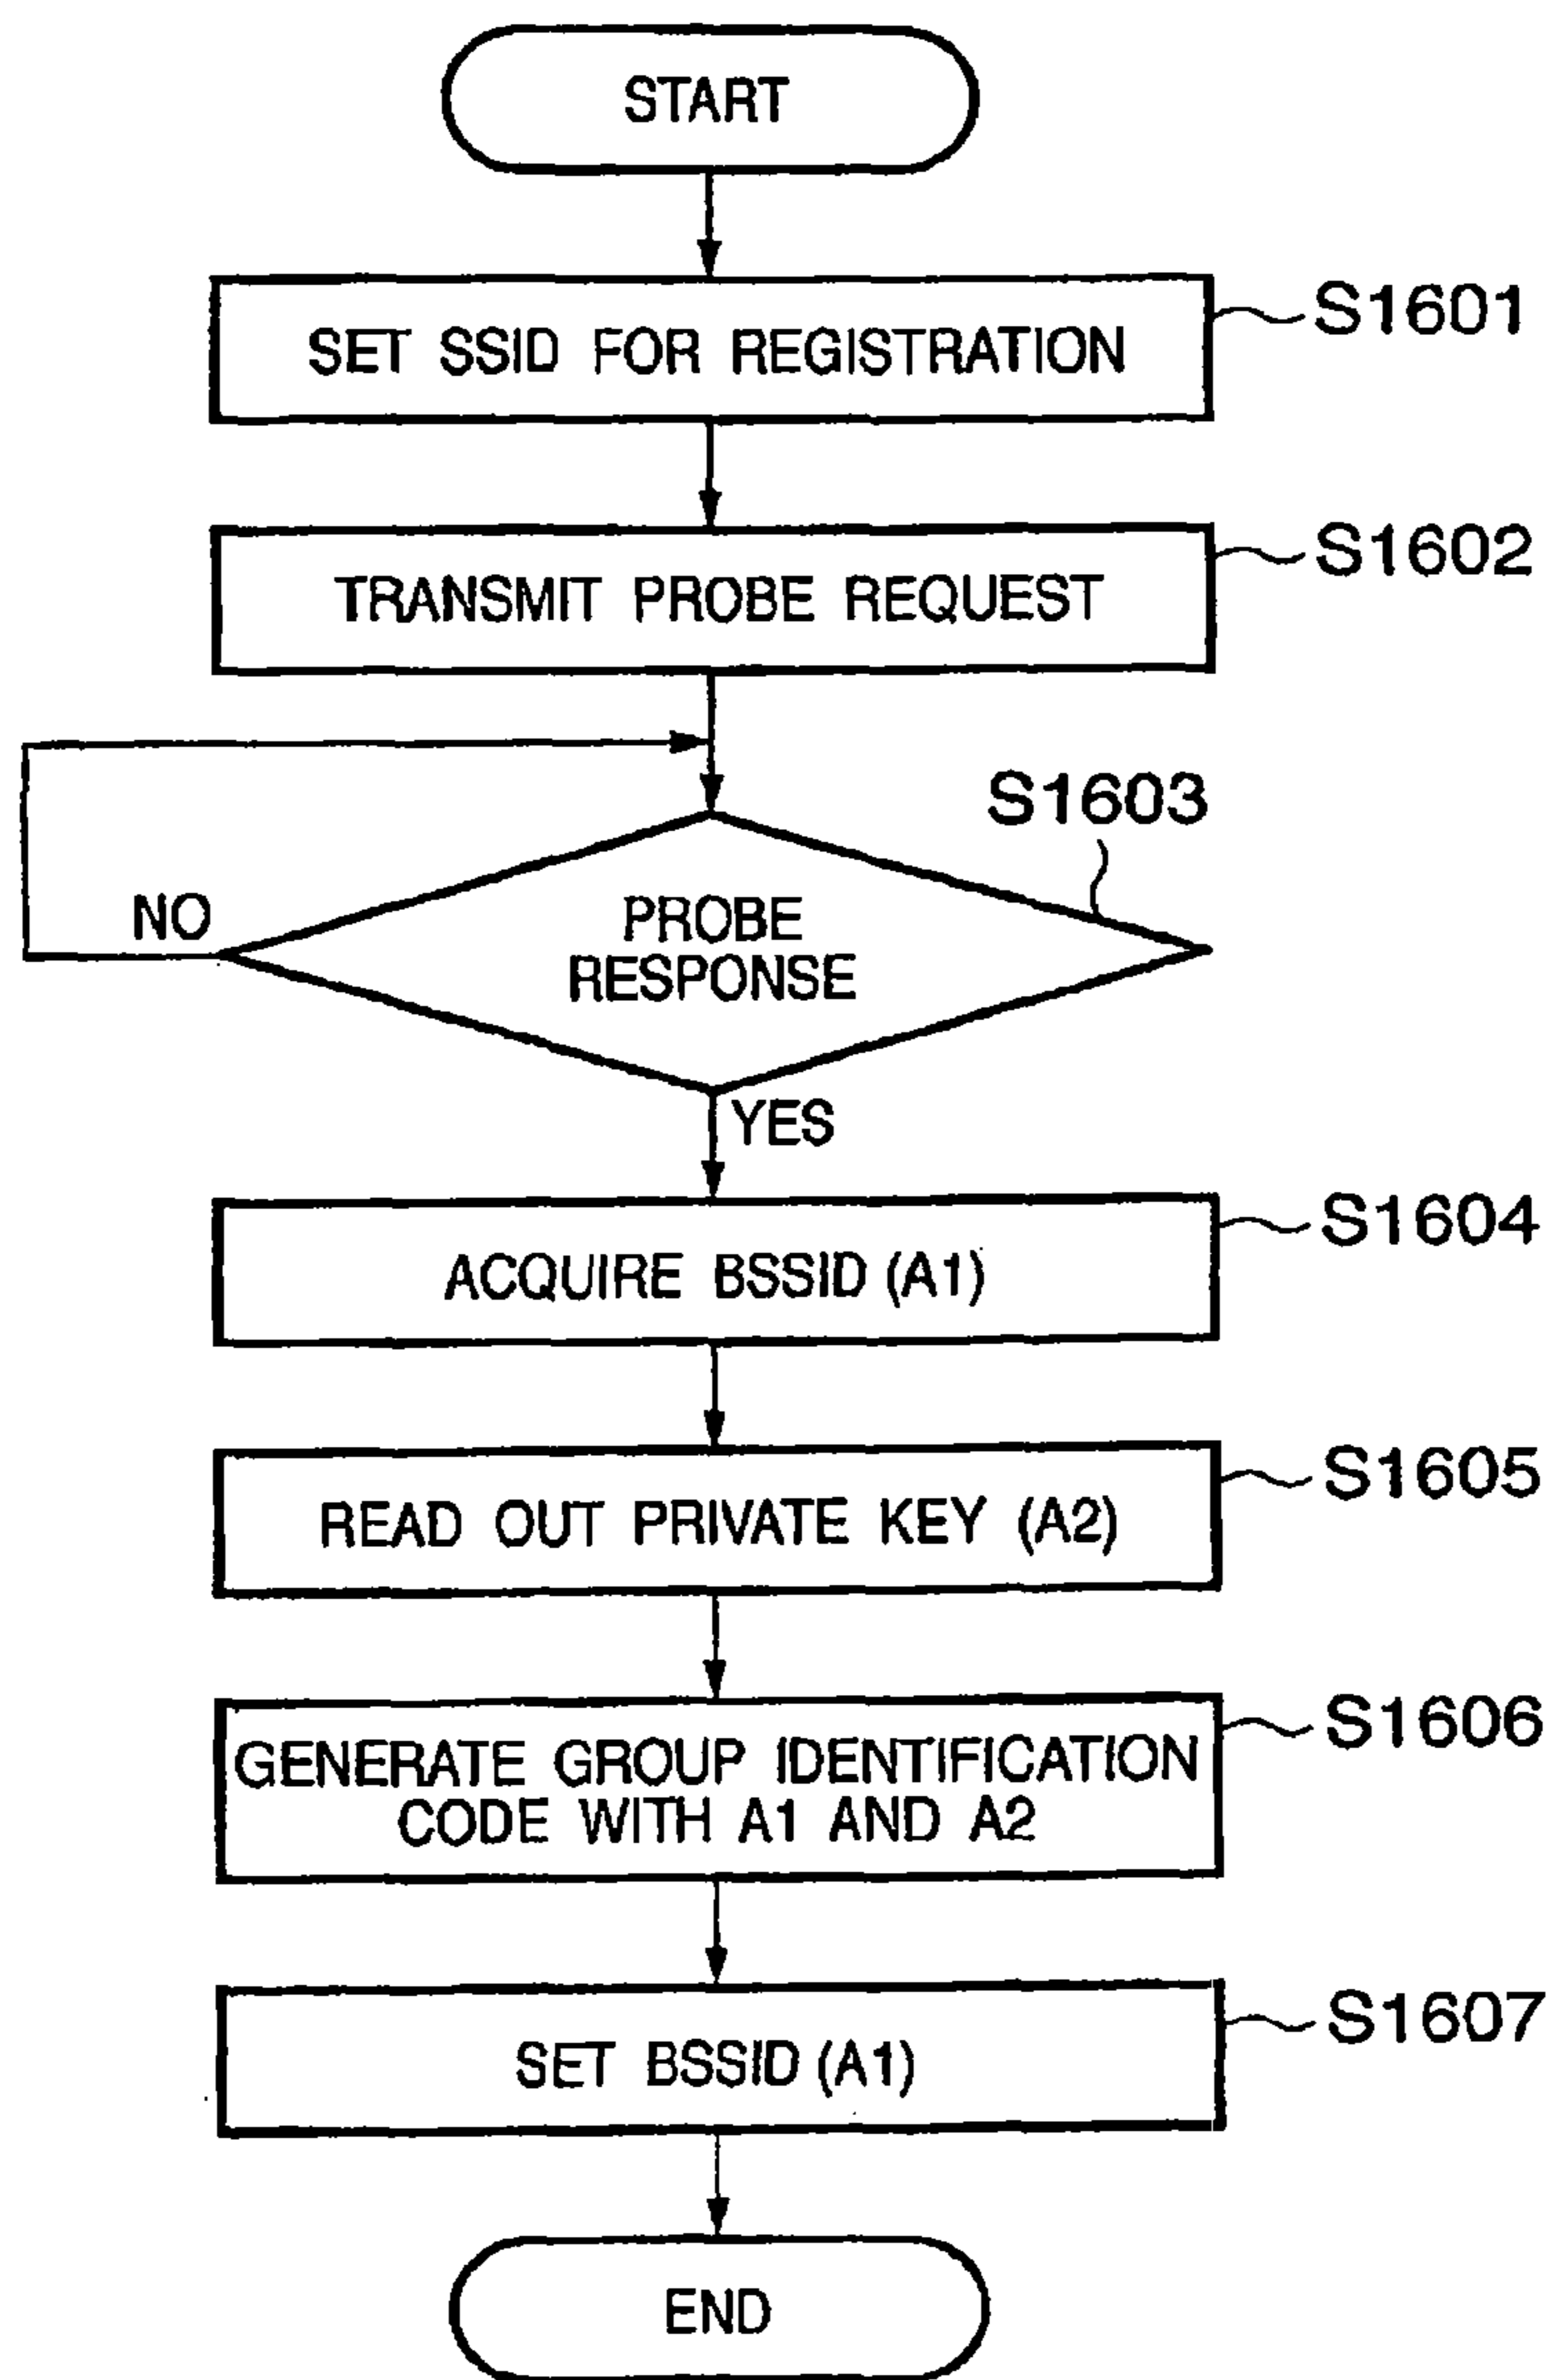 START
SET SSID FOR REGISTRATION
S1601
TRANSMIT PROBE REQUEST
S1602
S1603
NO
PROBE
RESPONSE
YES
ACQUIRE BSSID (A1)
S1604
READ OUT PRIVATE KEY (A2)
S1605
GENERATE GROUP IDENTIFICATION
CODE WITH A1 AND A2
S1606
SET BSSID (A1)
S1607
END